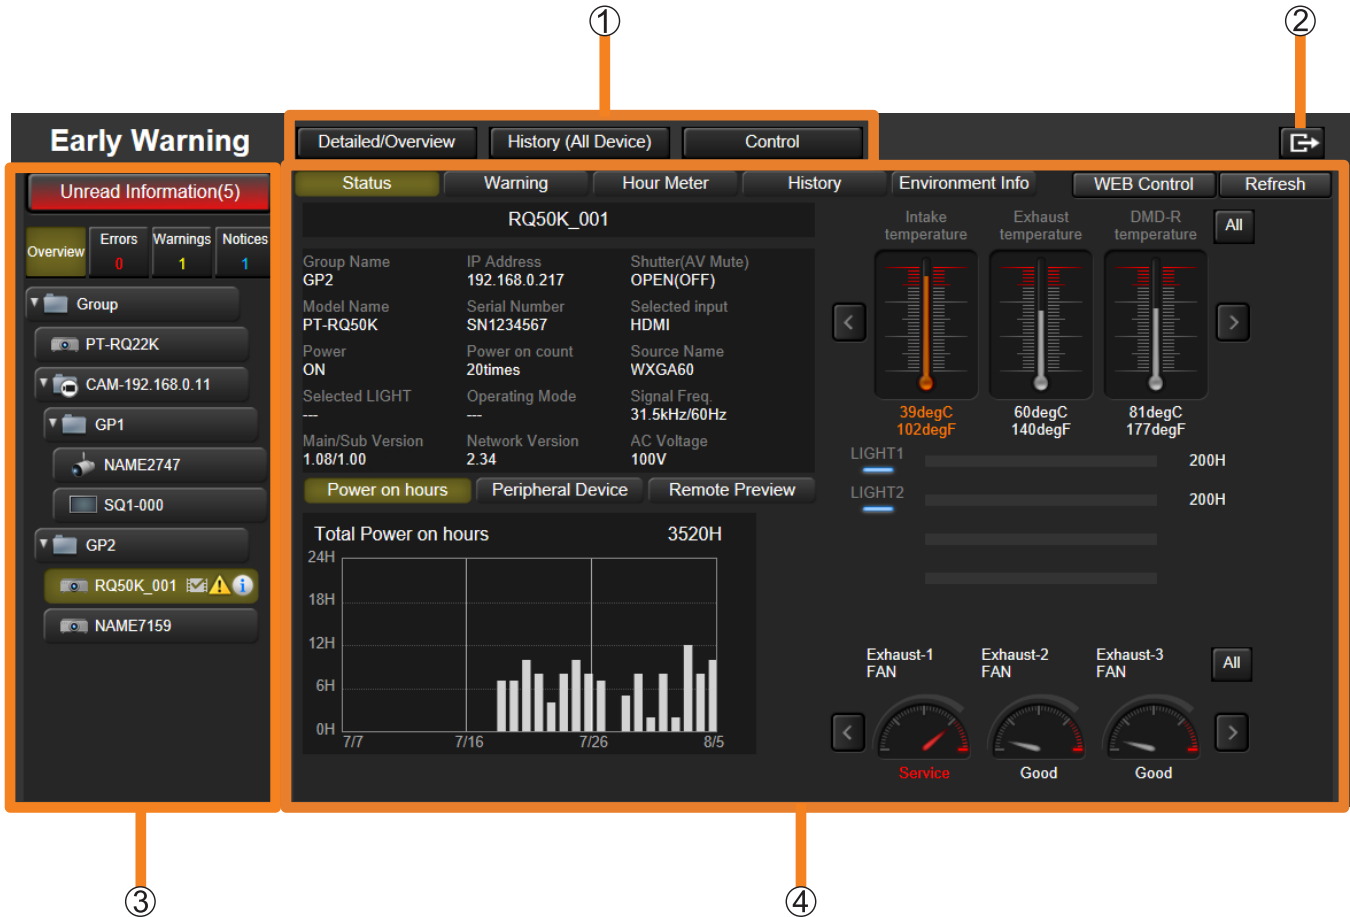 1
2
Early Warning
Detailed/Overview
History (All Device)
Control
Unread Information(5)
Overview
Errors
0
Warnings
1
Notices
1
Group
PT-RQ22K
CAM-192.168.0.11
GP1
NAME2747
SQ1-000
GP2
RQ50K_001
NAME7159
Status
Warning
Hour Meter
History
Environment Info
WEB Control
Refresh
RQ50K_001
Group Name
GP2
IP Address
192.168.0.217
Shutter(AV Mute)
OPEN(OFF)
Model Name
PT-RQ50K
Serial Number
SN1234567
Selected input
HDMI
Power
ON
Power on count
20times
Source Name
WXGA60
Selected LIGHT
---
Operating Mode
---
Signal Freq.
31.5kHz/60Hz
Main/Sub Version
1.08/1.00
Network Version
2.34
AC Voltage
100V
Power on hours
Peripheral Device
Remote Preview
Total Power on hours
3520H
24H
18H
12H
6H
0H
7/7
7/16
7/26
8/5
Intake
temperature
Exhaust
temperature
DMD-R
temperature
All
<
>
39degC
102degF
60degC
140degF
81degC
177degF
LIGHT1
200H
LIGHT2
200H
Exhaust-1
FAN
Exhaust-2
FAN
Exhaust-3
FAN
All
<
>
Service
Good
Good
3
4